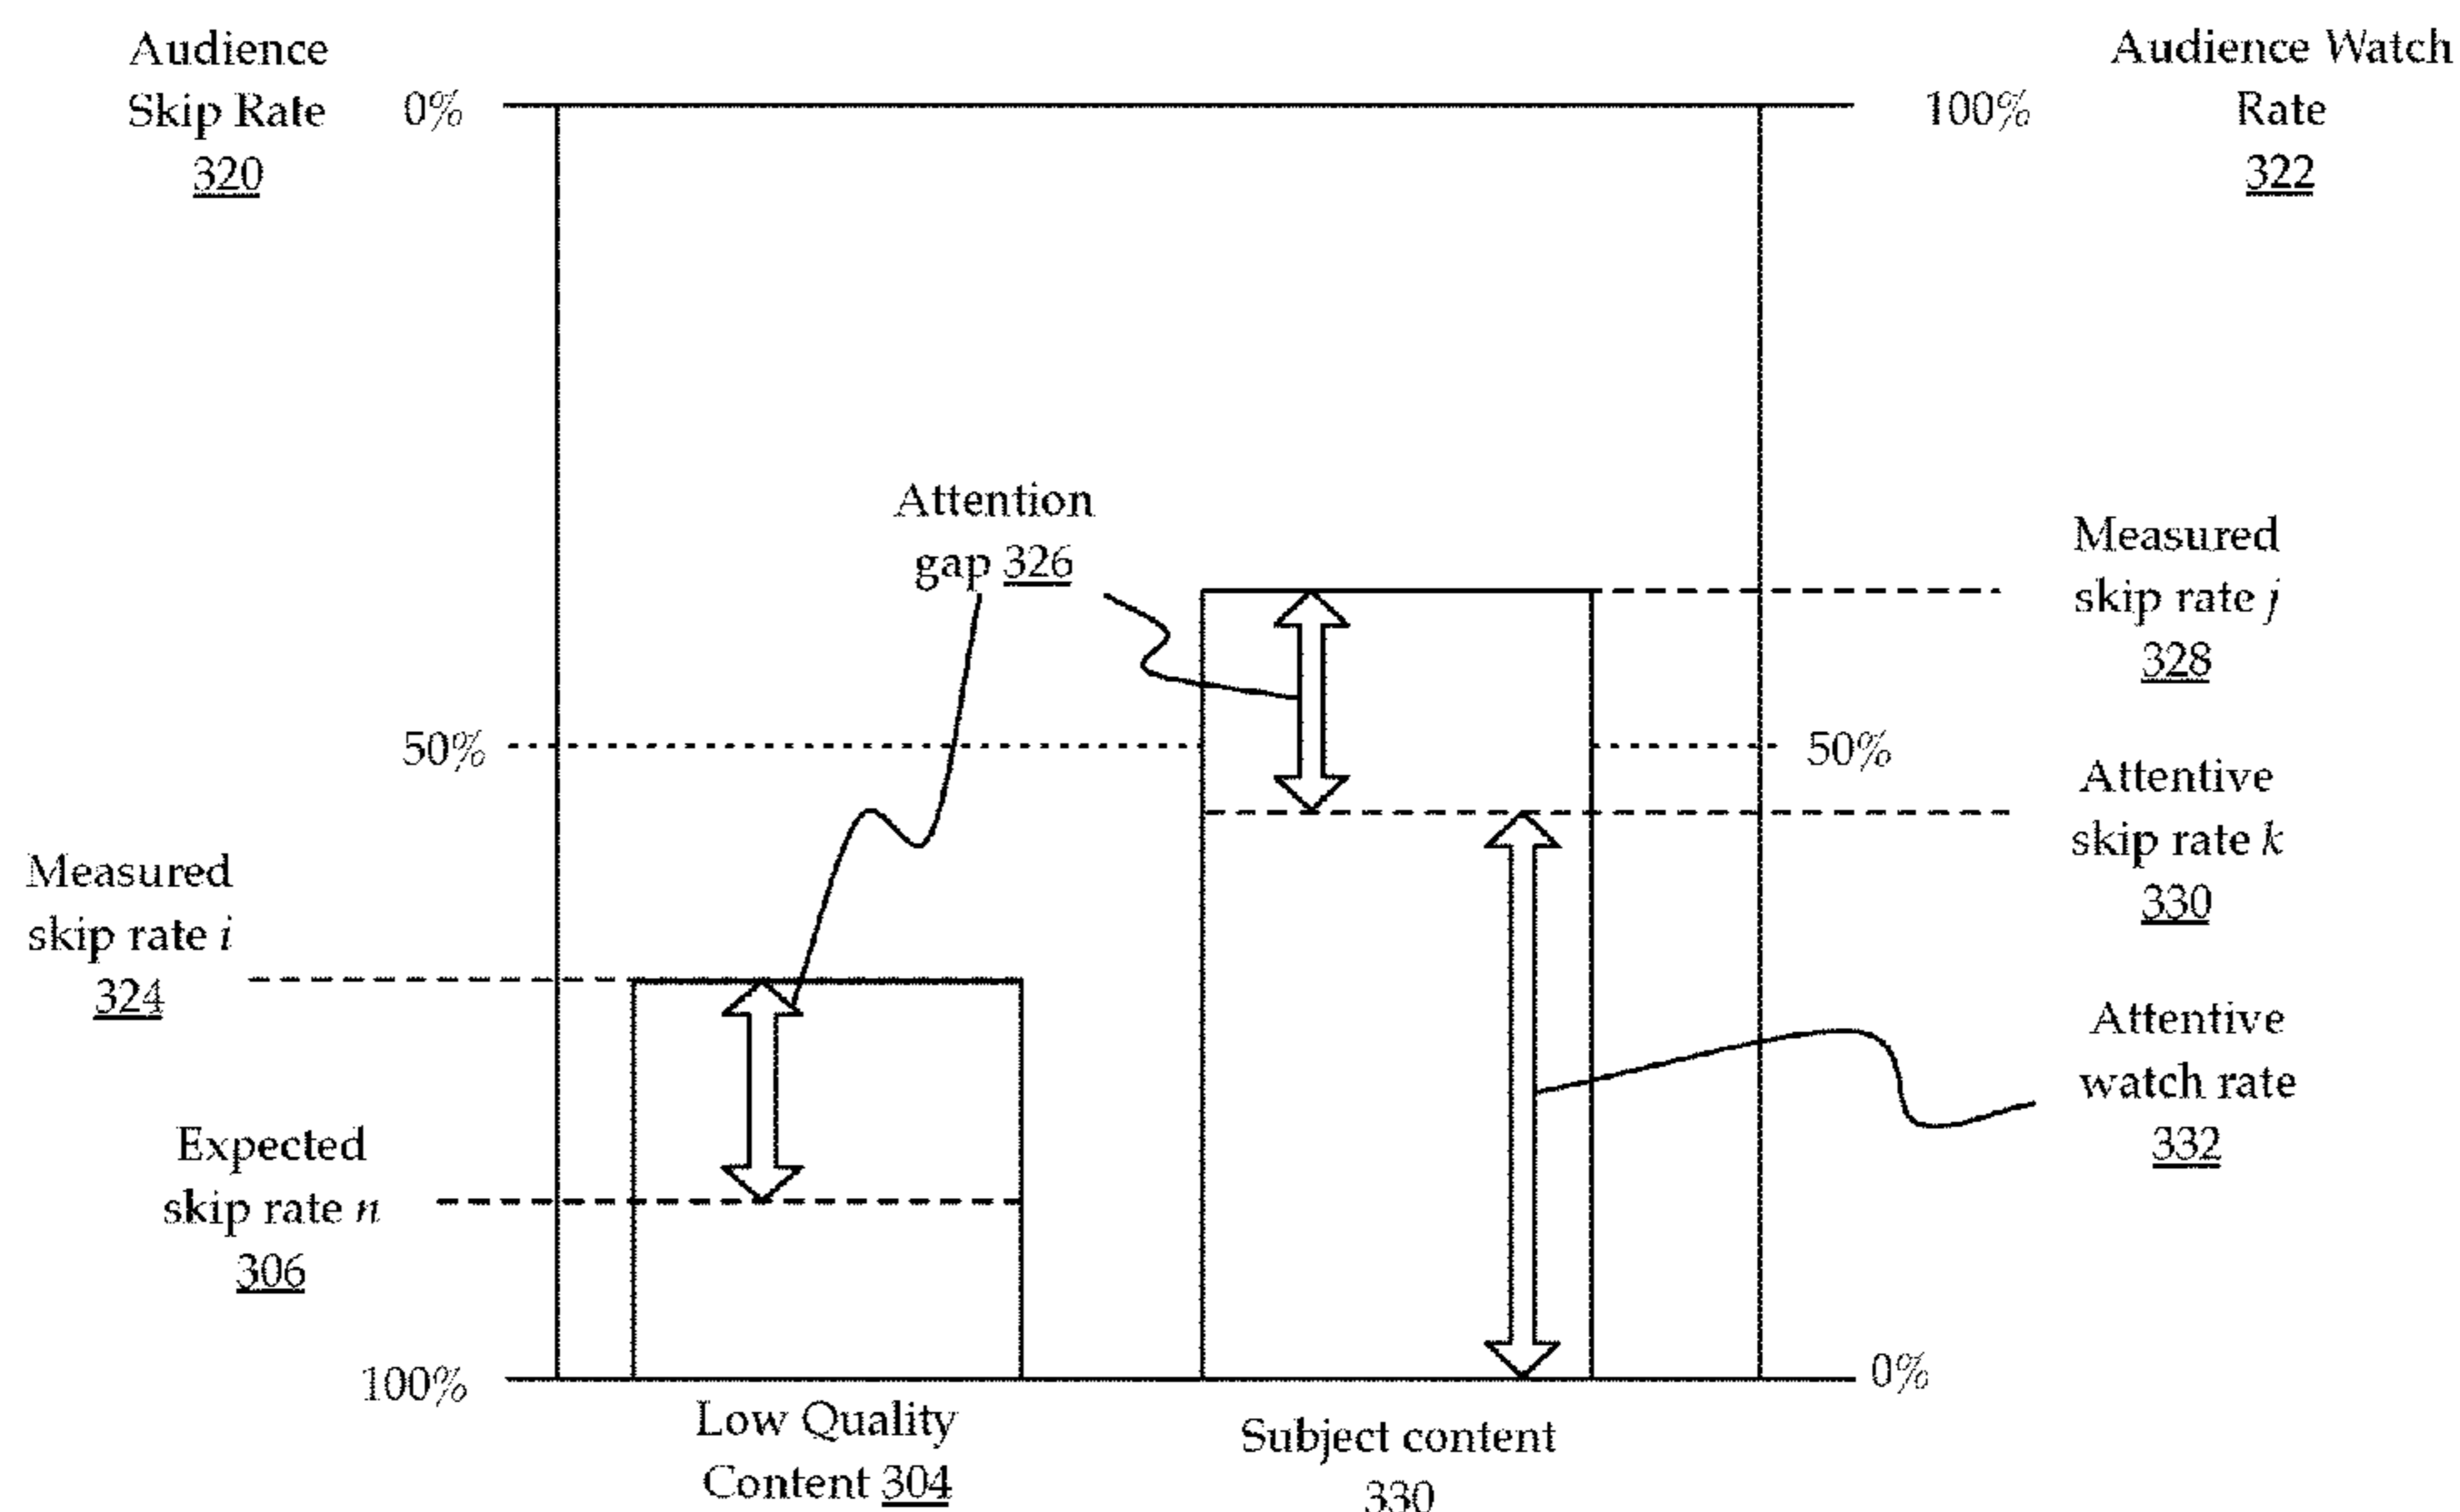 Audience
Skip Rate
320
0%
Audience Watch
Rate
322
100%
Attention
gap 326
Measured
skip rate j
328
50%
50%
Attentive
skip rate k
330
Measured
skip rate i
324
Attentive
watch rate
332
Expected
skip rate n
306
100%
0%
Low Quality
Content 304
Subject content
330